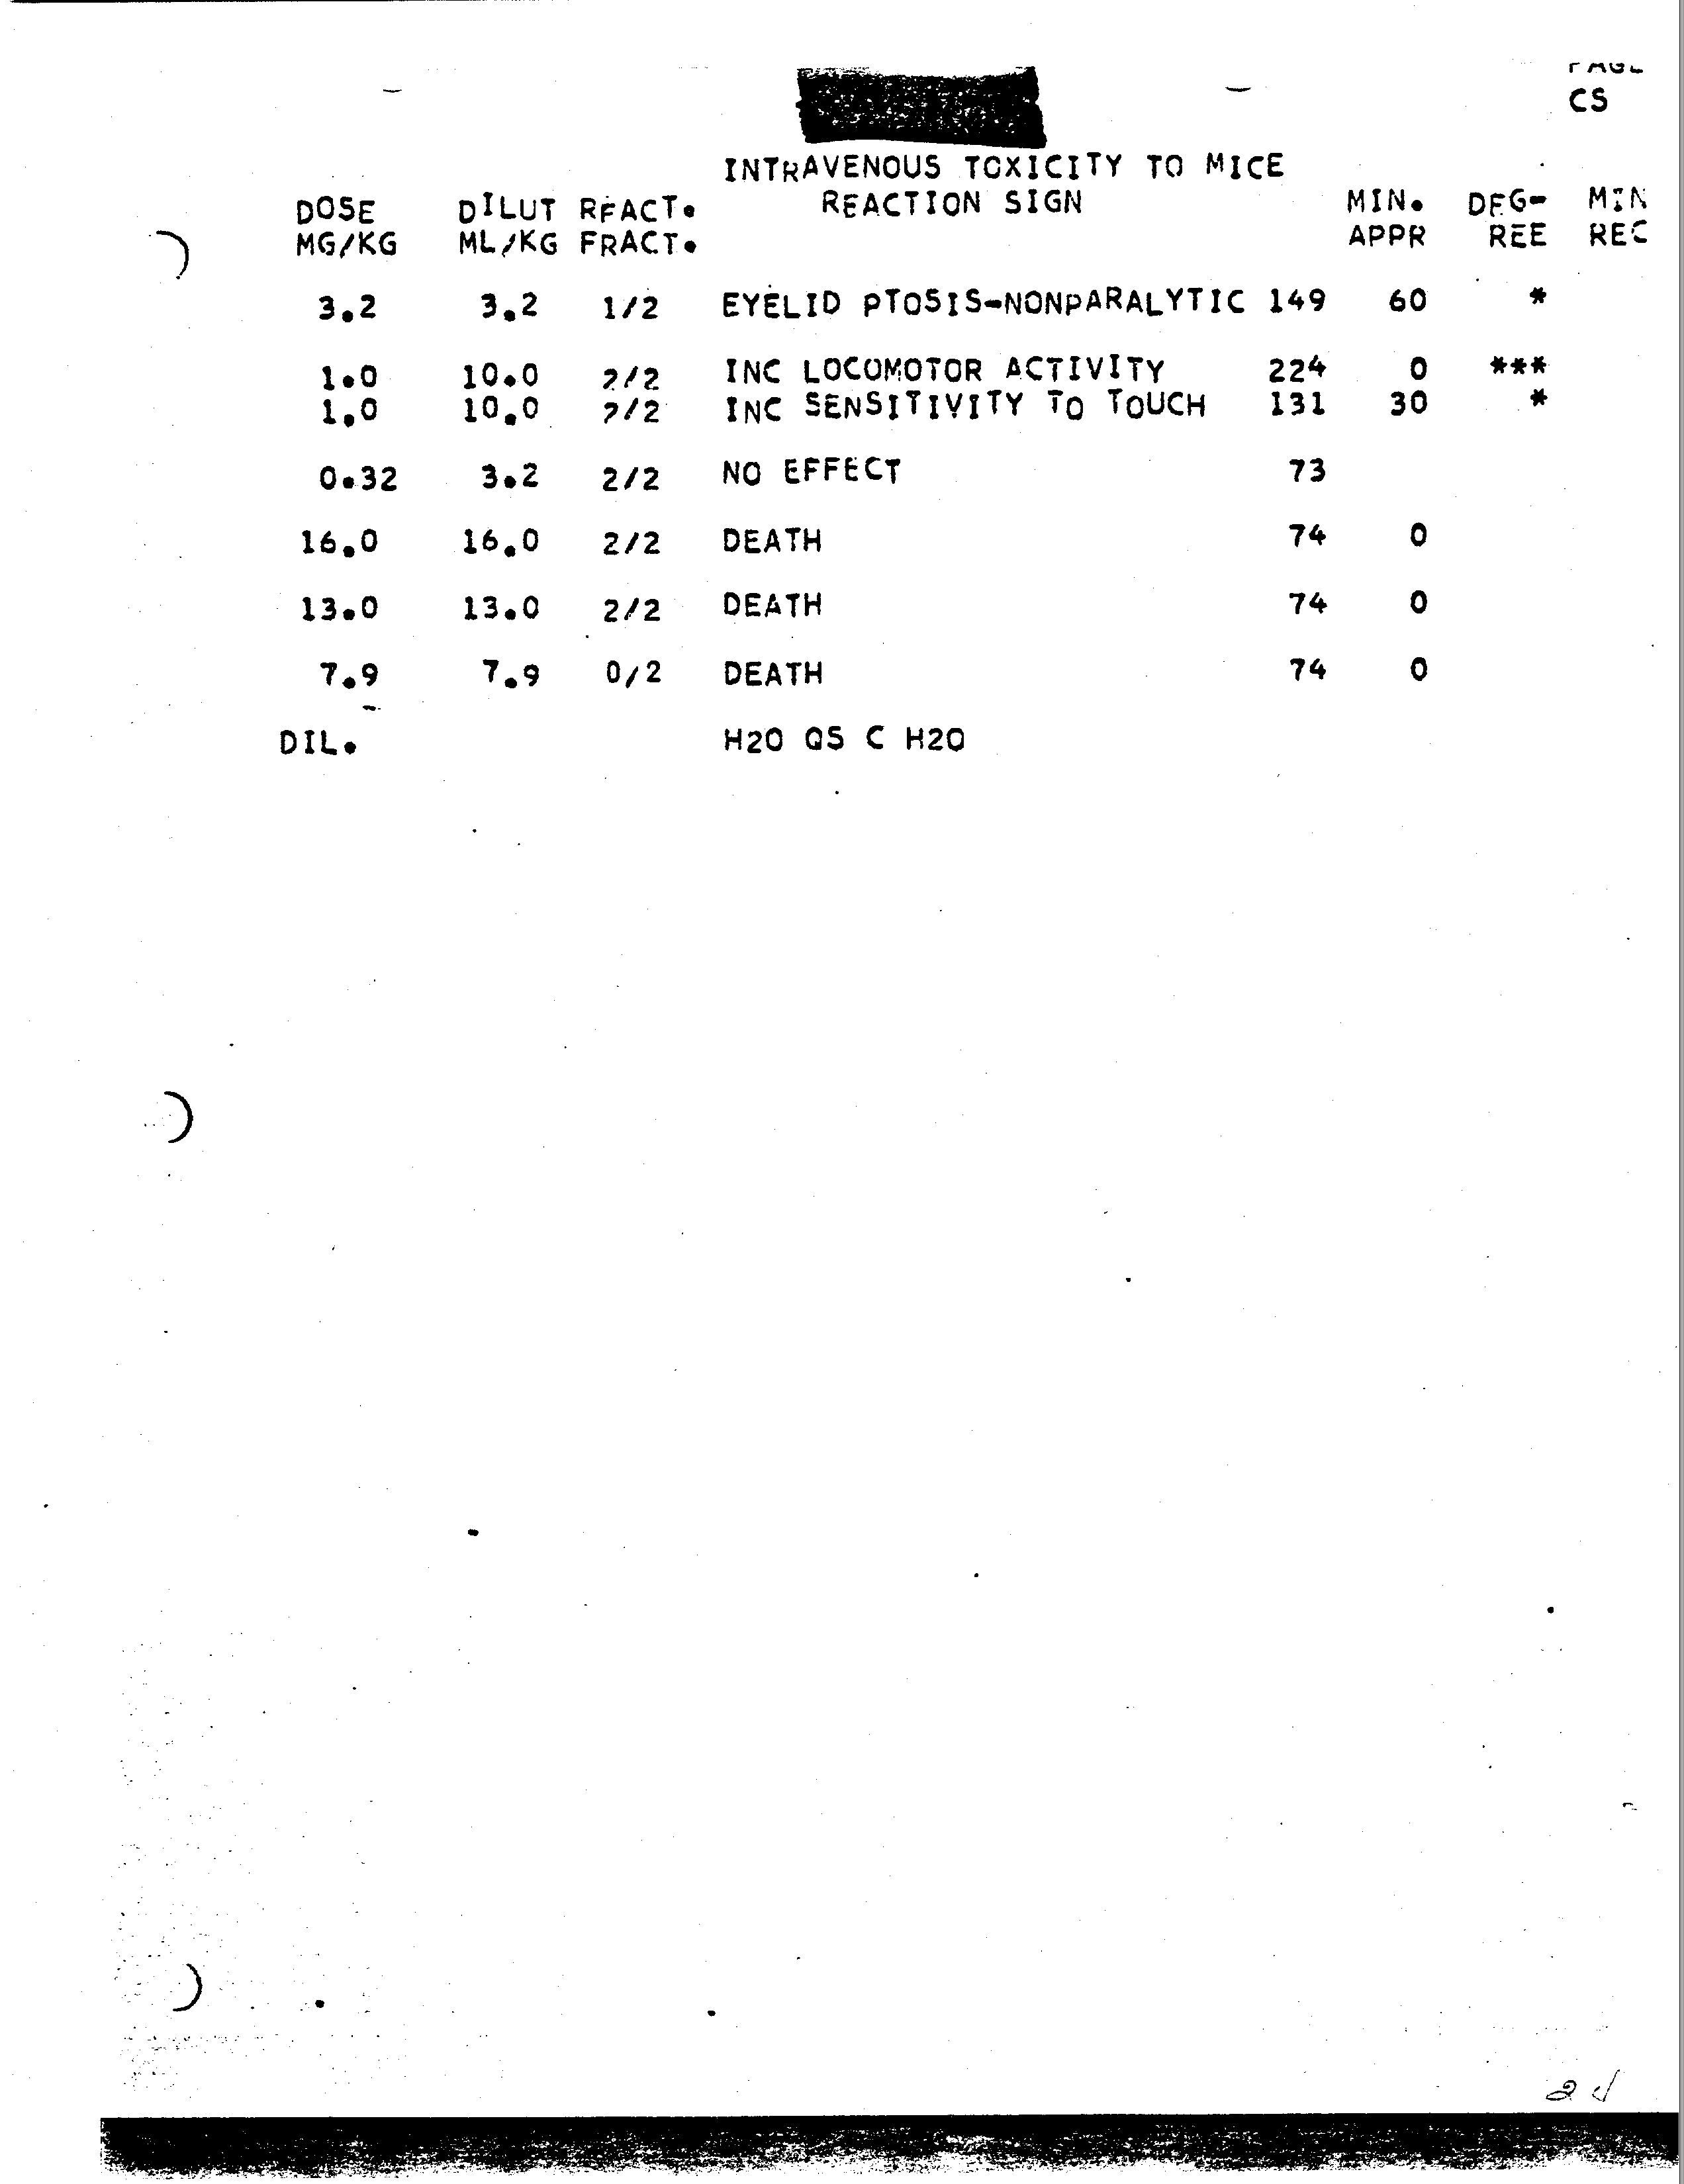 PAGE
CS
INTRAVENOUS TOXICITY TO MICE
DOSE DILUT REACT. REACTION SIGN MIN. DEG- MIN
MG/KG ML/KG FRACT. APPR REE REC
3.2 3.2 1/2 EYELID PTOSIS-NONPARALYTIC 149 60 *
1.0 10.0 2/2 INC LOCOMOTOR ACTIVITY 224 0 ***
1.0 10.0 2/2 INC SENSITIVITY TO TOUCH 131 30 *
0.32 3.2 2/2 NO EFFECT 73
16.0 16.0 2/2 DEATH 74 0
13.0 13.0 2/2 DEATH 74 0
7.9 7.9 0/2 DEATH 74 0
DIL. H2O QS C H2O